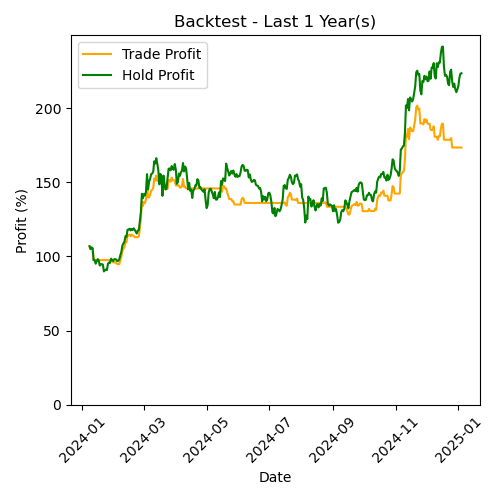 Backtest - Last 1 Year(s)
Trade Profit
Hold Profit
Profit (%)
200
150
100
50
0
2024-01
2024-03
2024-05
2024-07
2024-09
2024-11
2025-01
Date